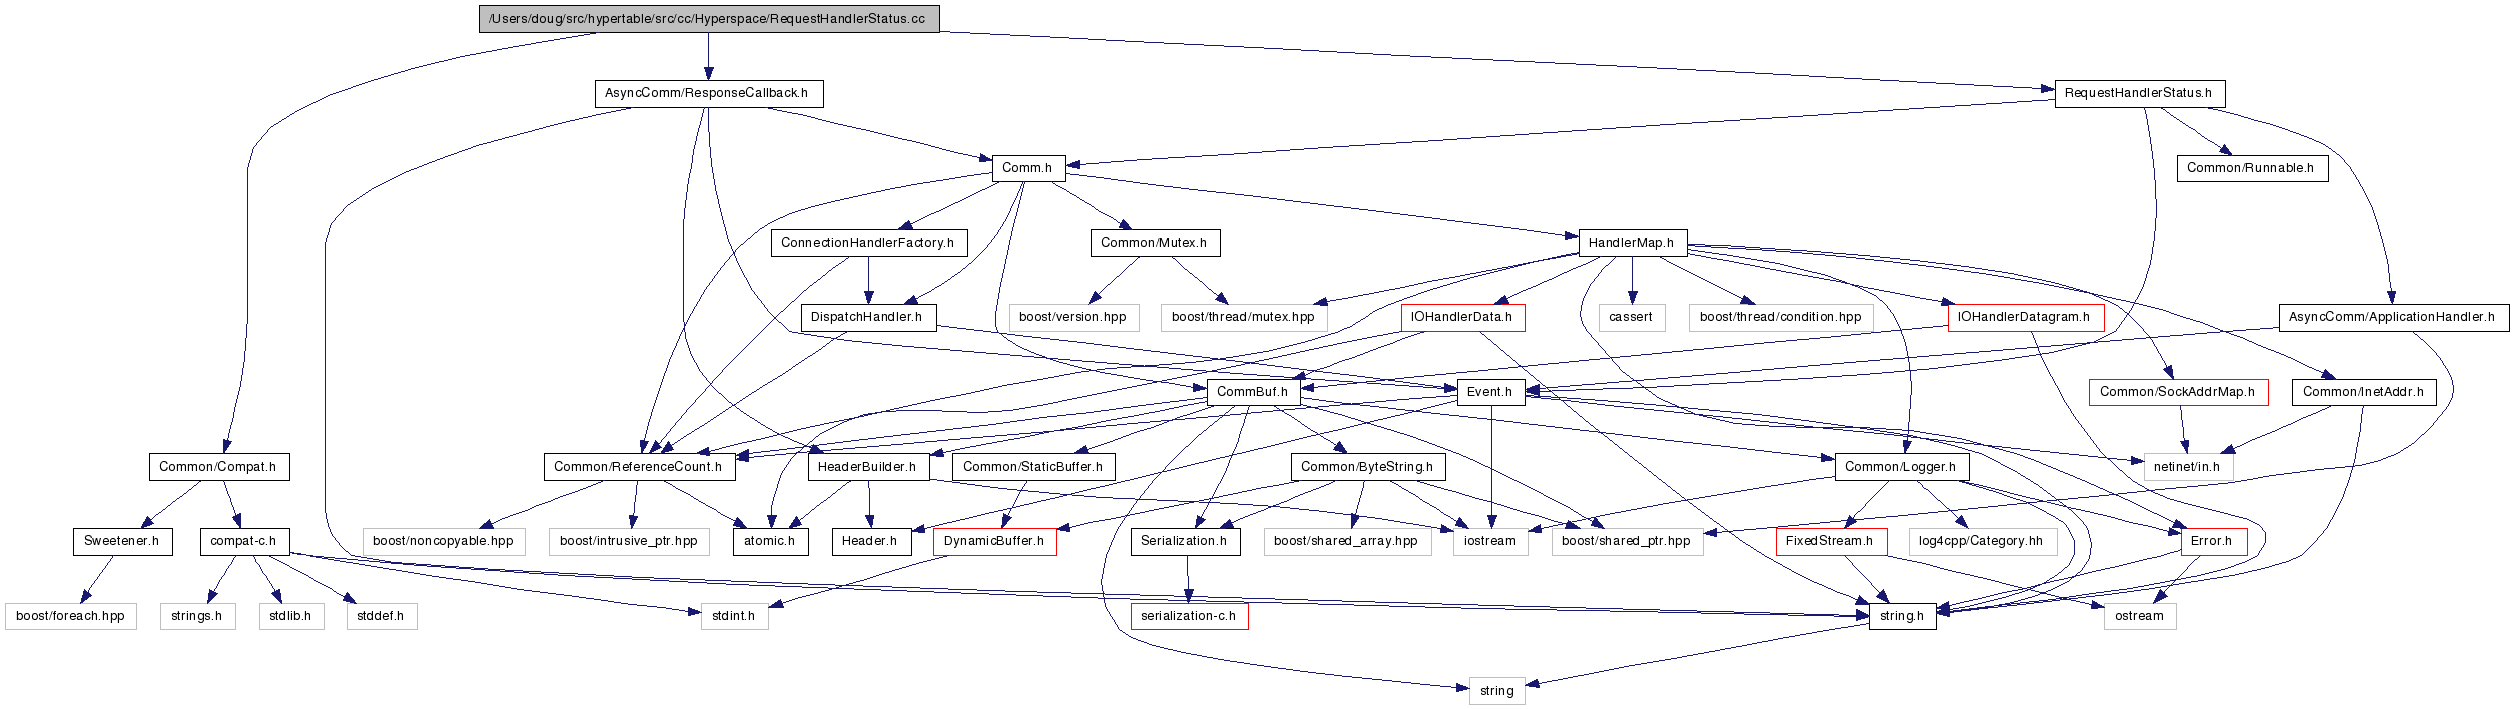 /Users/doug/src/hypertable/src/cc/Hyperspace/RequestHandlerStatus.cc
AsyncComm/ResponseCallback.h
RequestHandlerStatus.h
Comm.h
Common/Runnable.h
ConnectionHandlerFactory.h
Common/Mutex.h
HandlerMap.h
DispatchHandler.h
boost/version.hpp
boost/thread/mutex.hpp
IOHandlerData.h
cassert
boost/thread/condition.hpp
IOHandlerDatagram.h
AsyncComm/ApplicationHandler.h
CommBuf.h
Event.h
Common/SockAddrMap.h
Common/InetAddr.h
Common/Compat.h
Common/ReferenceCount.h
HeaderBuilder.h
Common/StaticBuffer.h
Common/ByteString.h
Common/Logger.h
netinet/in.h
Sweetener.h
compat-c.h
boost/noncopyable.hpp
boost/intrusive_ptr.hpp
atomic.h
Header.h
DynamicBuffer.h
Serialization.h
boost/shared_array.hpp
iostream
boost/shared_ptr.hpp
FixedStream.h
log4cpp/Category.hh
Error.h
boost/foreach.hpp
strings.h
stdlib.h
stddef.h
stdint.h
serialization-c.h
string.h
ostream
string